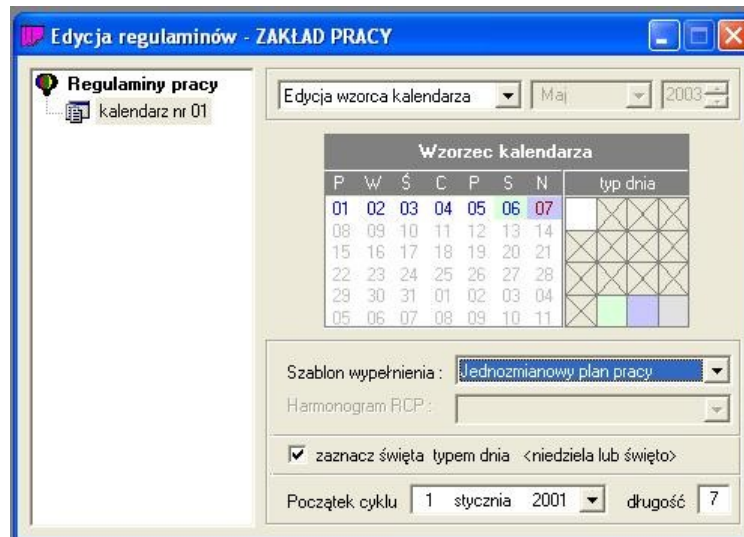 Edycja regulaminów - ZAKŁAD PRACY
Regulaminy pracy
kalendarz nr 01
Edycja wzorca kalendarza Maj 2003
Wzorzec kalendarza
P W Ś C P S N typ dnia
01 02 03 04 05 06 07
08 09 10 11 12 13 14
15 16 17 18 19 20 21
22 23 24 25 26 27 28
29 30 31 01 02 03 04
05 06 07 08 09 10 11
Szablon wypełnienia : Jednozmianowy plan pracy
Harmonogram RCP :
zaznacz święta typem dnia <niedziela lub święto>
Początek cyklu 1 stycznia 2001 długość 7